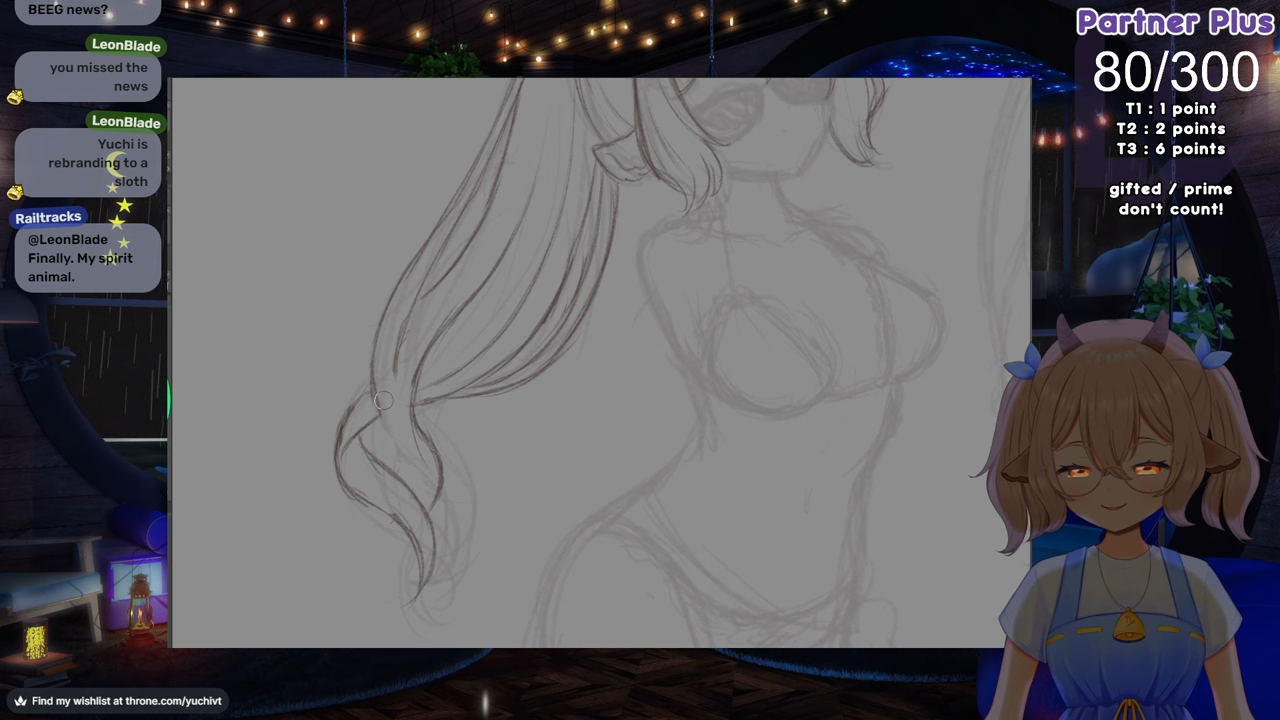 BEEG news?
LeonBlade
you missed the
news
LeonBlade
Yuchi is
rebranding to a
sloth
Railtracks
@LeonBlade
Finally. My spirit
animal.
Find my wishlist at throne.com/yuchivt
Partner Plus
80/300
T1 : 1 point
T2 : 2 points
T3 : 6 points
gifted / prime
don't count!